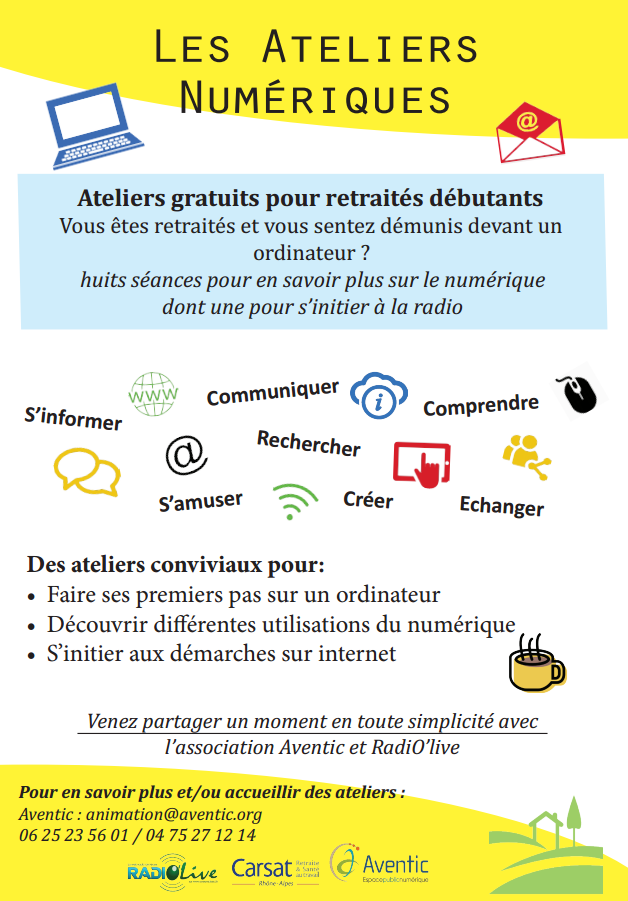 Les Ateliers
Numériques
@
Ateliers gratuits pour retraités débutants
Vous êtes retraités et vous sentez démunis devant un
ordinateur ?
huits séances pour en savoir plus sur le numérique
dont une pour s'initier à la radio
S'informer
www
Communiquer
i
Comprendre
@
Rechercher
S'amuser
Créer
Echanger
Des ateliers conviviaux pour:
• Faire ses premiers pas sur un ordinateur
• Découvrir différentes utilisations du numérique
• S'initier aux démarches sur internet
Venez partager un moment en toute simplicité avec
l'association Aventic et RadiO'live
Pour en savoir plus et/ou accueillir des ateliers :
Aventic : animation@aventic.org
06 25 23 56 01 / 04 75 27 12 14
RADIO'Live
Carsat Retraite & Santé au travail
Rhône-Alpes
Aventic
Espace public numérique